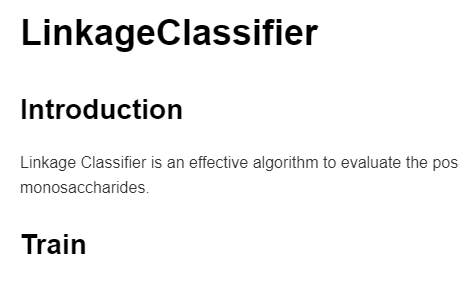 LinkageClassifier
Introduction
Linkage Classifier is an effective algorithm to evaluate the pos
monosaccharides.
Train